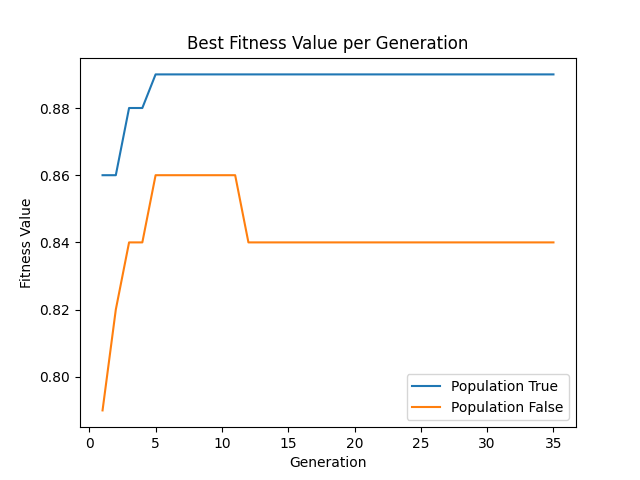 Best Fitness Value per Generation
Fitness Value
0.88
0.86
0.84
0.82
0.80
0 5 10 15 20 25 30 35
Generation
Population True
Population False